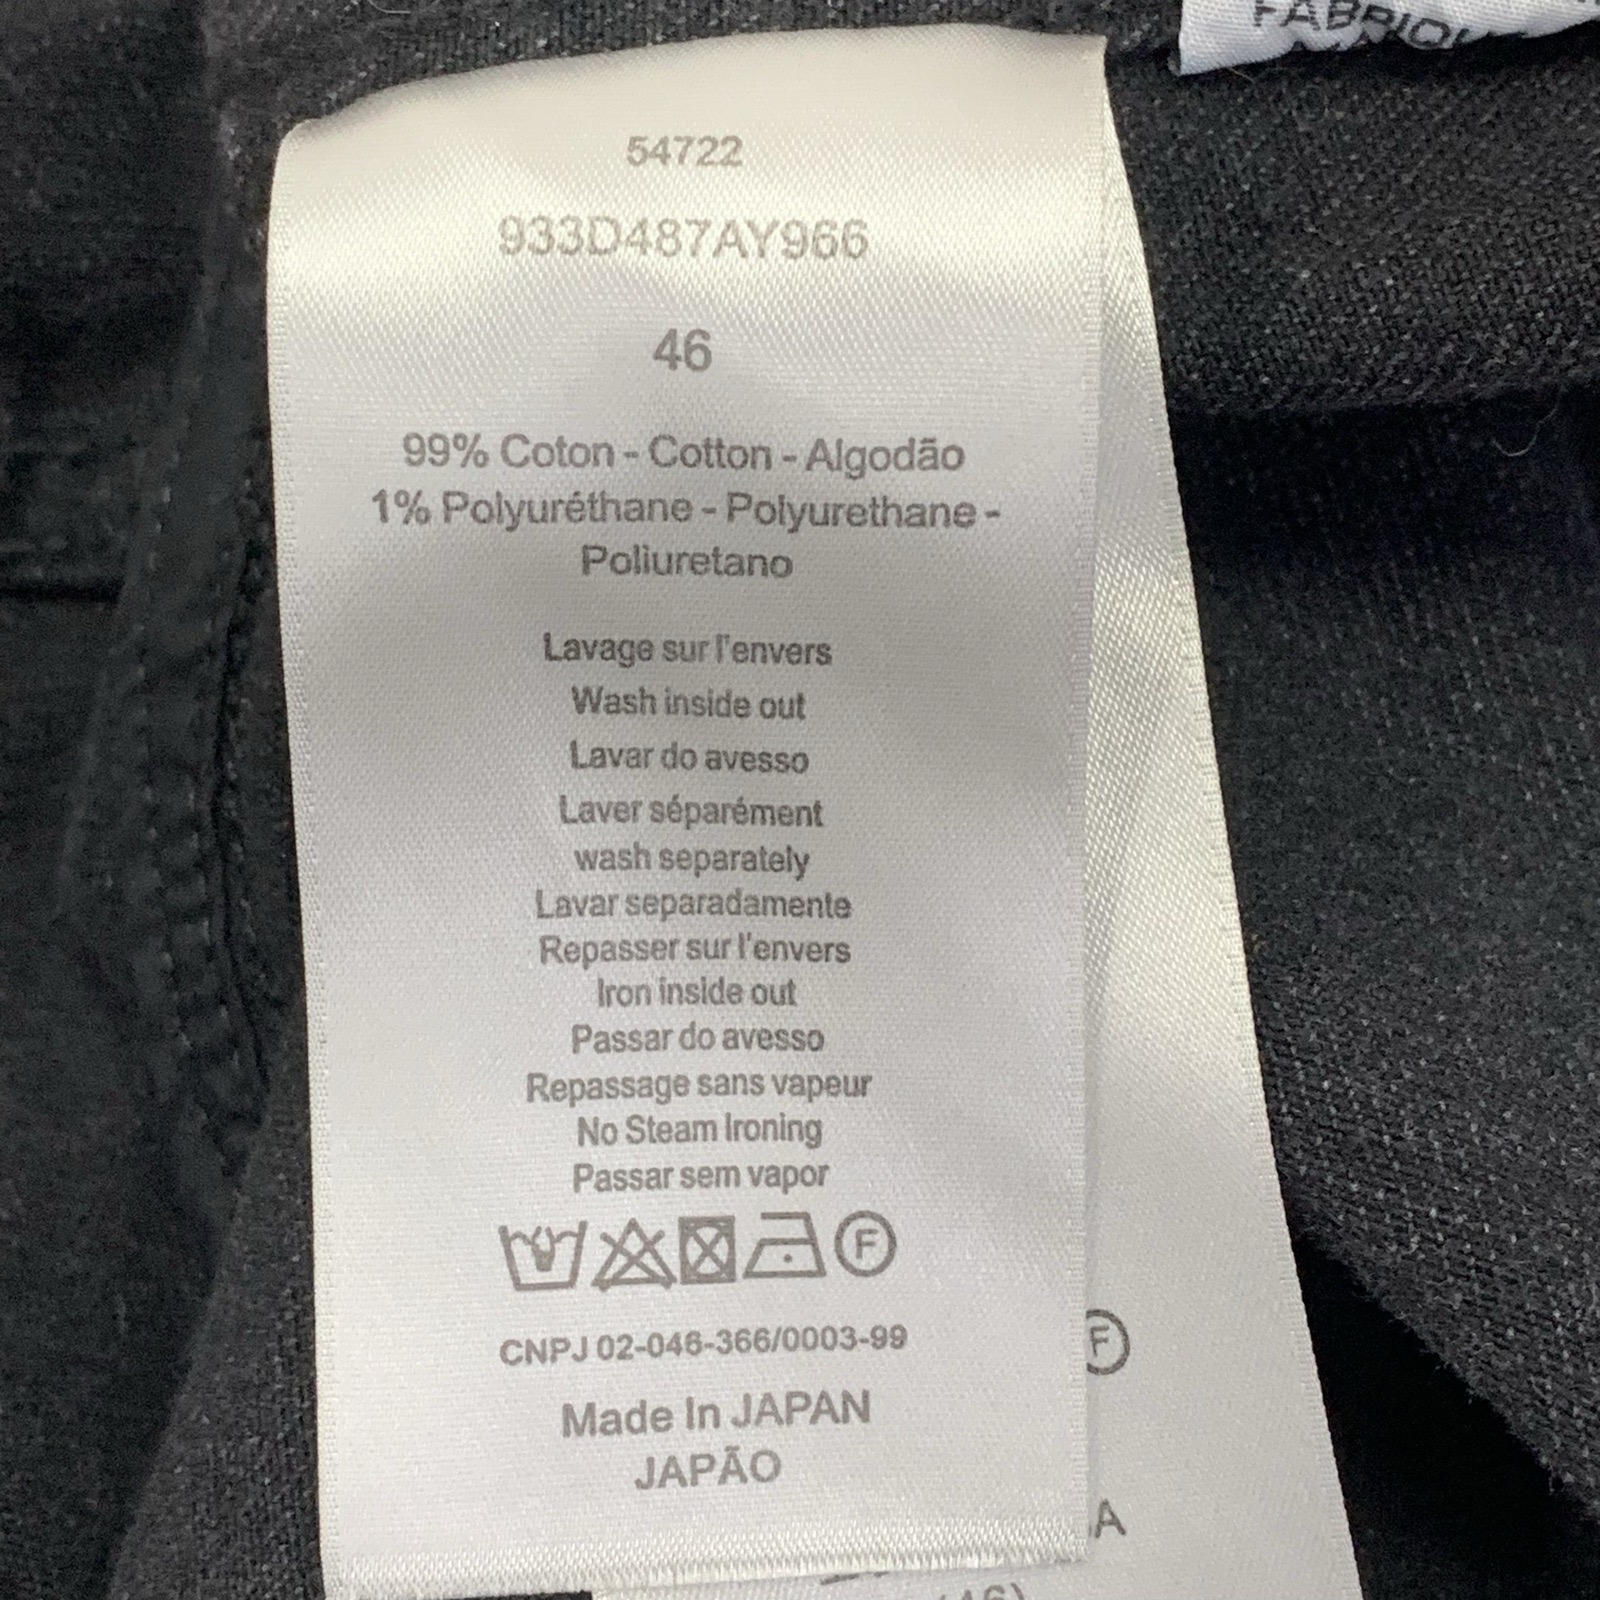 FABRIQU
54722
933D487AY966
46
99% Coton - Cotton - Algodão
1% Polyuréthane - Polyurethane -
Poliuretano
Lavage sur l'envers
Wash inside out
Lavar do avesso
Laver séparément
wash separately
Lavar separadamente
Repasser sur l'envers
Iron inside out
Passar do avesso
Repassage sans vapeur
No Steam Ironing
Passar sem vapor
F
CNPJ 02-046-366/0003-99
F
Made In JAPAN
JAPÃO
A
(46)